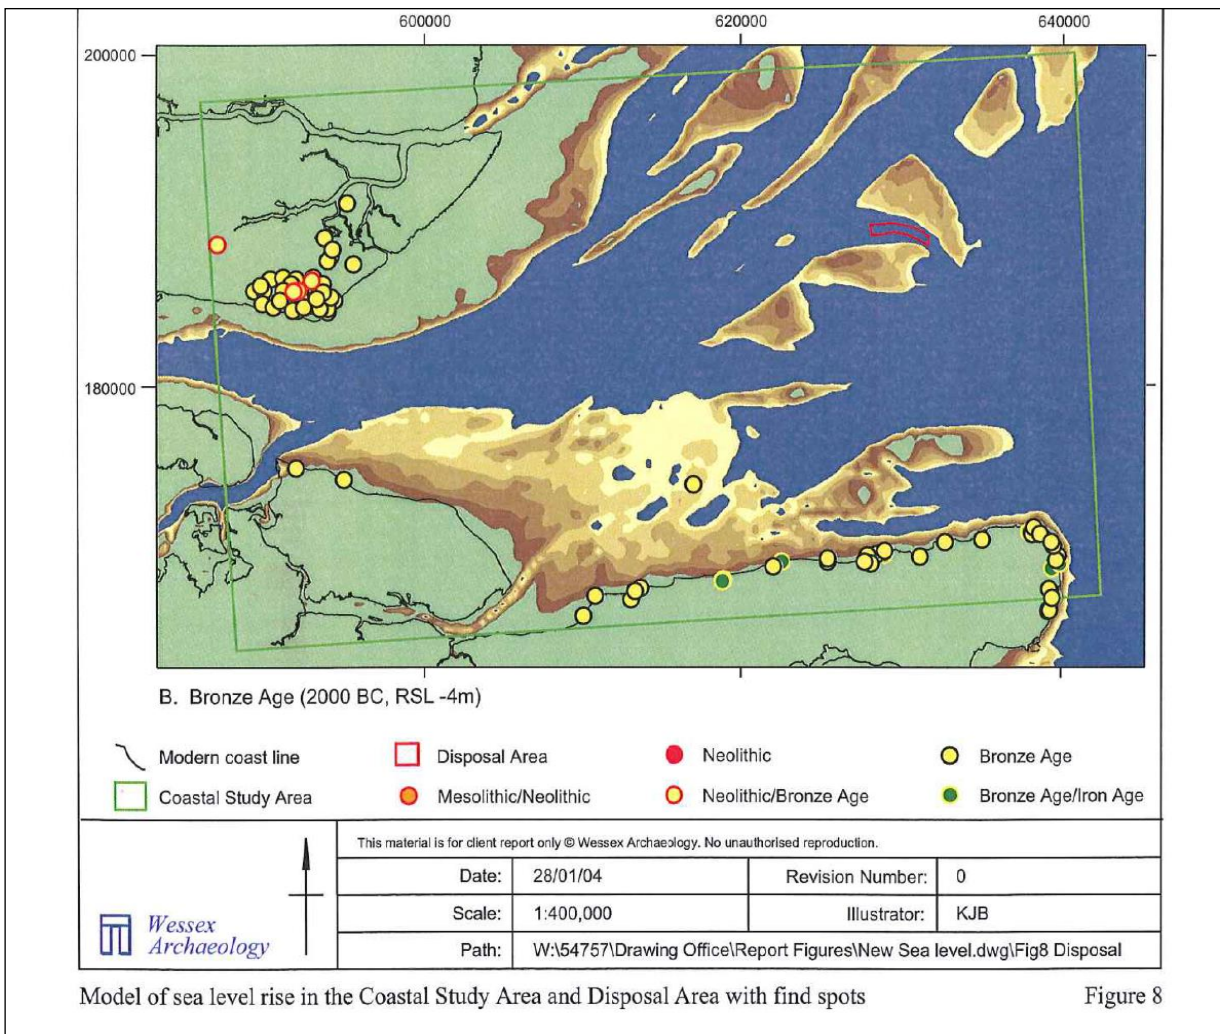 600000 620000 640000
200000
180000
B. Bronze Age (2000 BC, RSL -4m)
Modern coast line Disposal Area Neolithic Bronze Age
Coastal Study Area Mesolithic/Neolithic Neolithic/Bronze Age Bronze Age/Iron Age
This material is for client report only © Wessex Archaeology. No unauthorised reproduction.
Date: 28/01/04 Revision Number: 0
Scale: 1:400,000 Illustrator: KJB
Wessex
Archaeology
Path: W:\54757\Drawing Office\Report Figures\New Sea level.dwg\Fig8 Disposal
Model of sea level rise in the Coastal Study Area and Disposal Area with find spots Figure 8